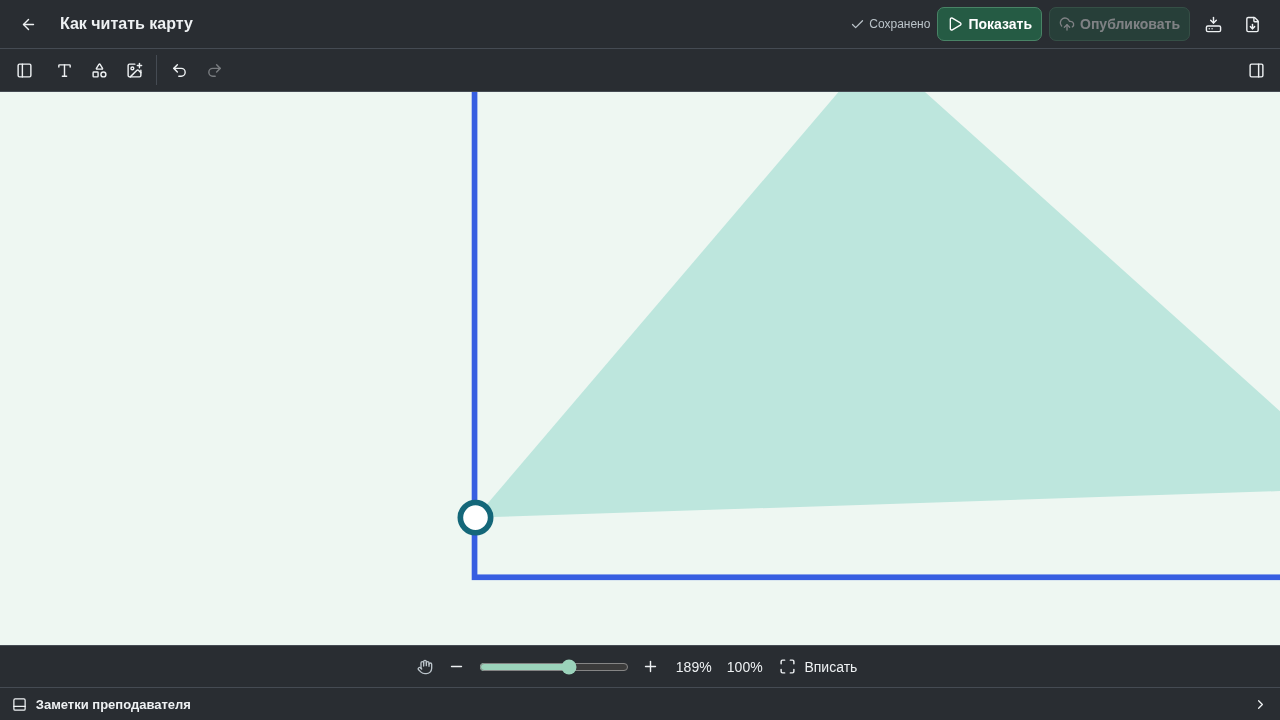 Как читать карту
Сохранено
Показать
Опубликовать
189%
100%
Вписать
Заметки преподавателя